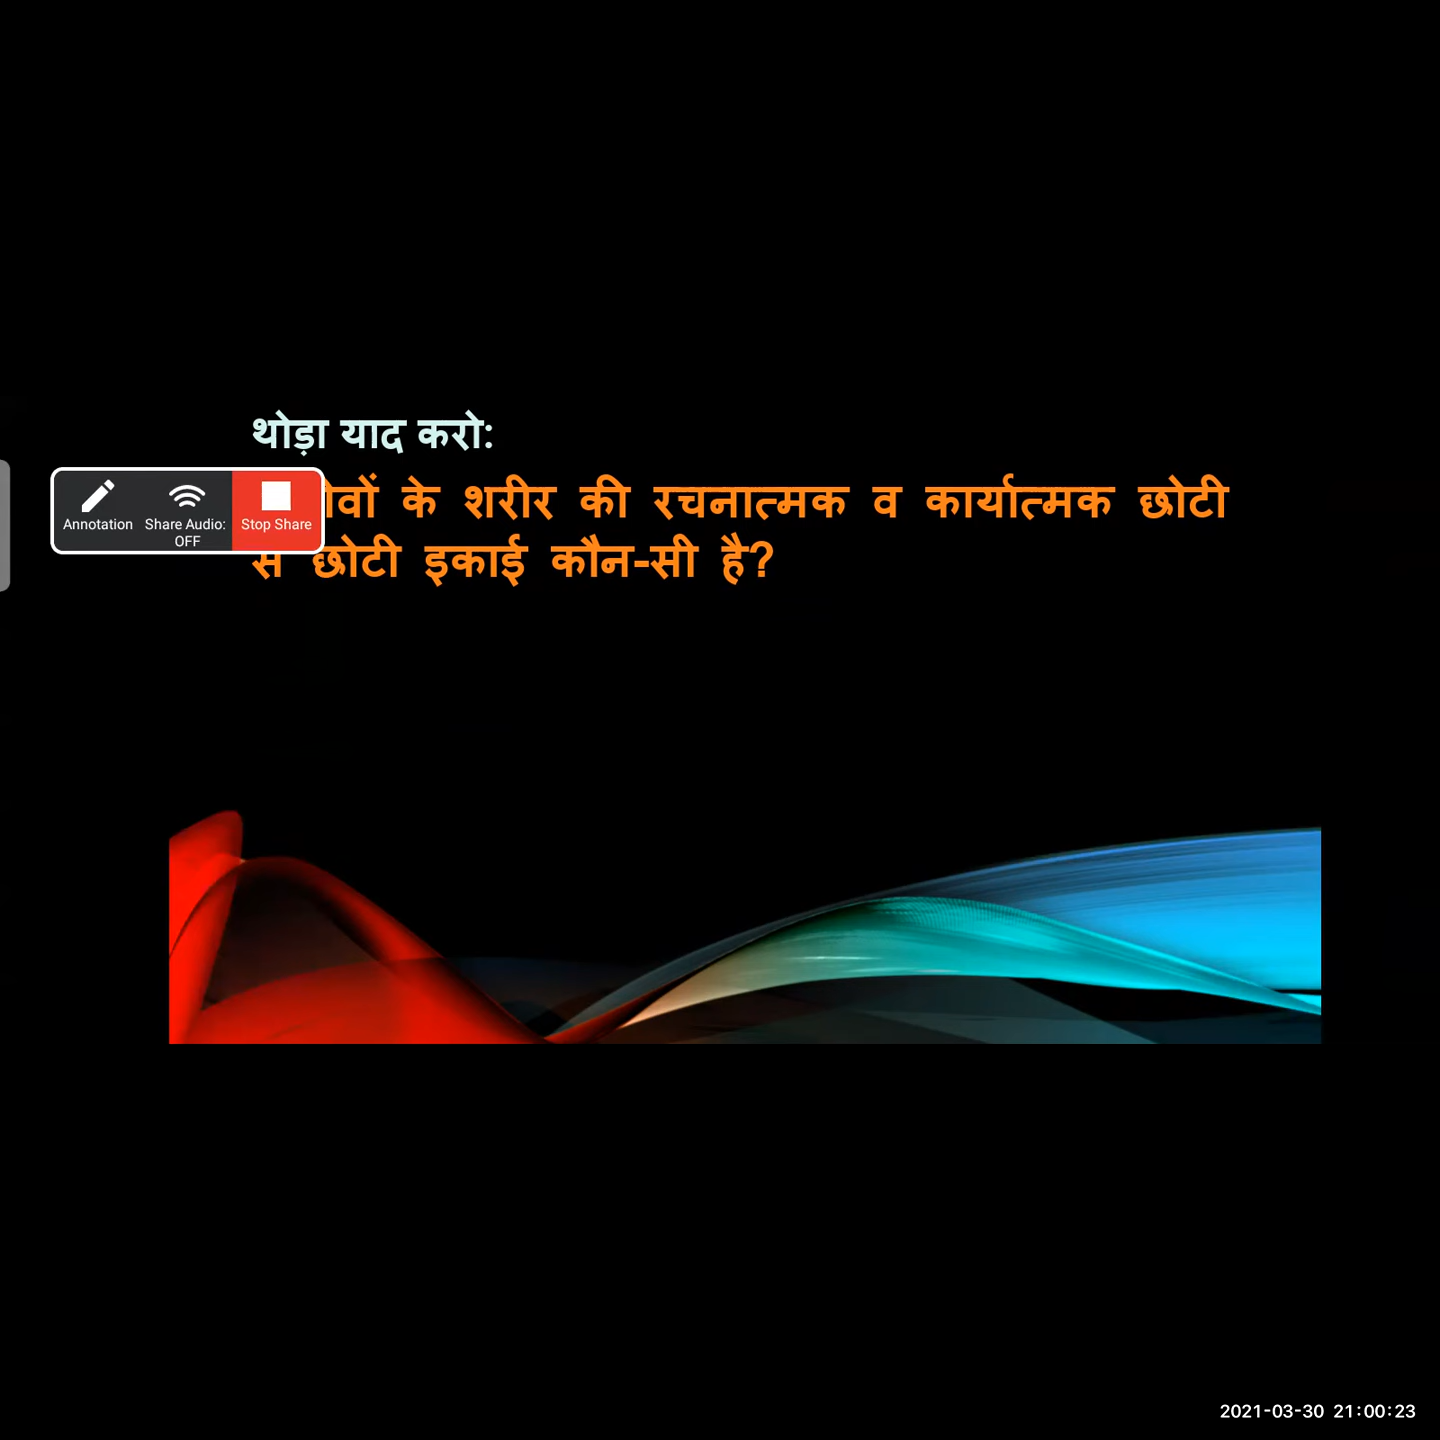 थोड़ा याद करो:
के शरीर की रचनात्मक व कार्यात्मक छोटी
से छोटी इकाई कौन-सी है?
Annotation
Share Audio:
OFF
Stop Share
2021-03-30 21:00:23